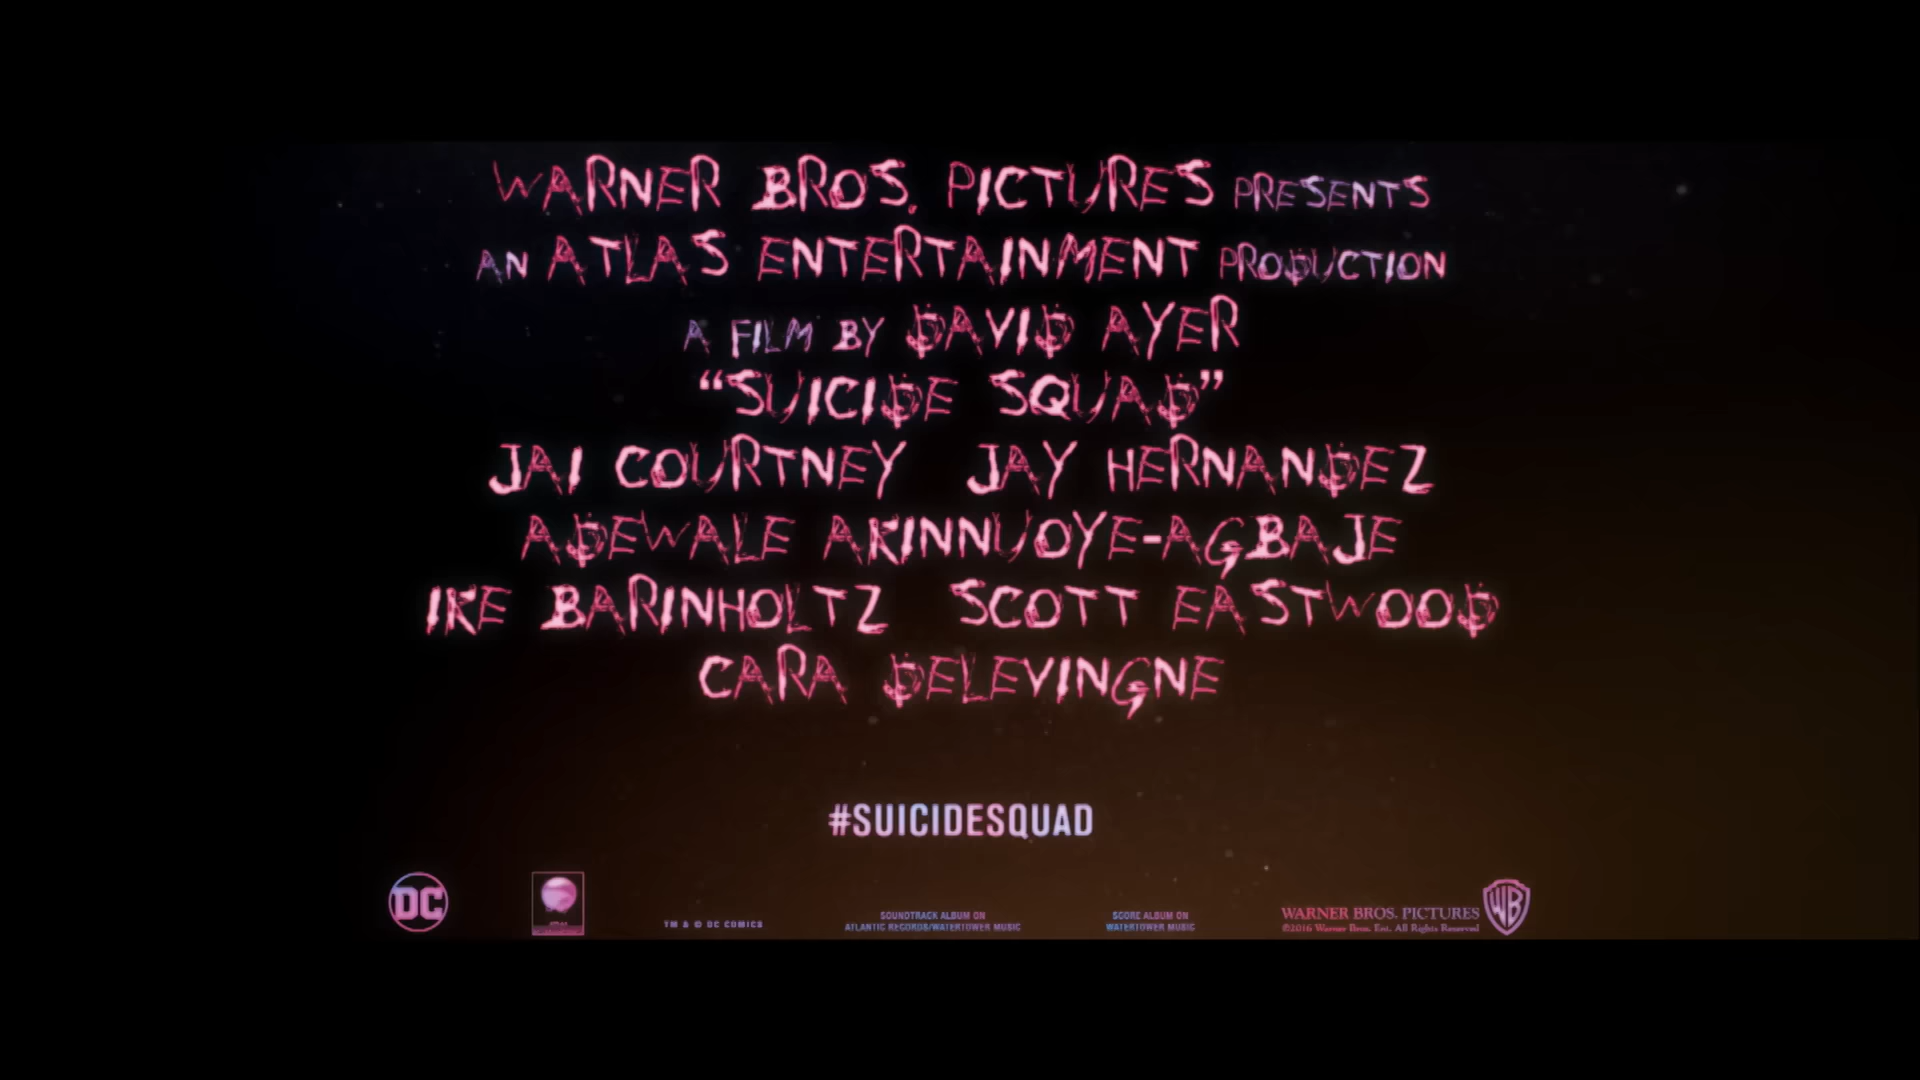 WARNER BROS. PICTURES PRESENTS
AN ATLAS ENTERTAINMENT PRODUCTION
A FILM BY DAVID AYER
“SUICIDE SQUAD”
JAI COURTNEY JAY HERNANDEZ
ADEWALE AKINNUOYE-AGBAJE
IKE BARINHOLTZ SCOTT EASTWOOD
CARA DELEVINGNE
#SUICIDESQUAD
DC
TM & © DC COMICS
SOUNDTRACK ALBUM ON
ATLANTIC RECORDS/WATERTOWER MUSIC
SCORE ALBUM ON
WATERTOWER MUSIC
WARNER BROS. PICTURES
©2016 Warner Bros. Ent. All Rights Reserved
WB